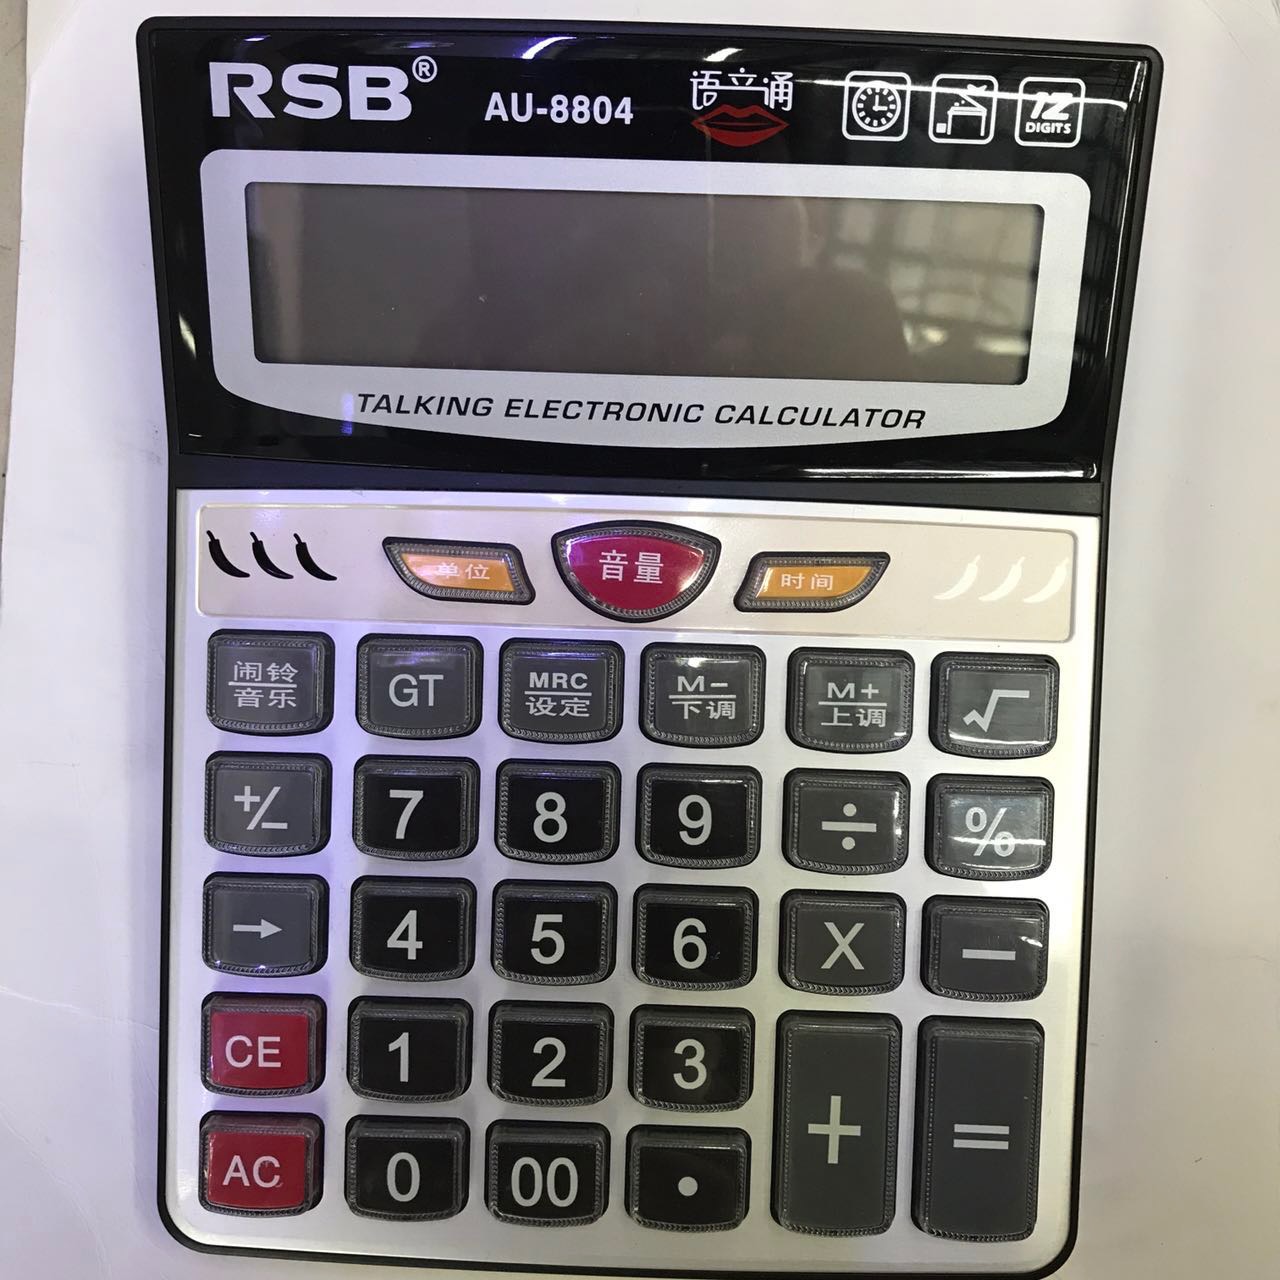 RSB®
AU-8804
语音通
12
DIGITS
TALKING ELECTRONIC CALCULATOR
单位
音量
时间
闹铃
音乐
GT
MRC
设定
M-
下调
M+
上调
√
+/-
7
8
9
÷
%
→
4
5
6
X
-
CE
1
2
3
+
=
AC
0
00
.